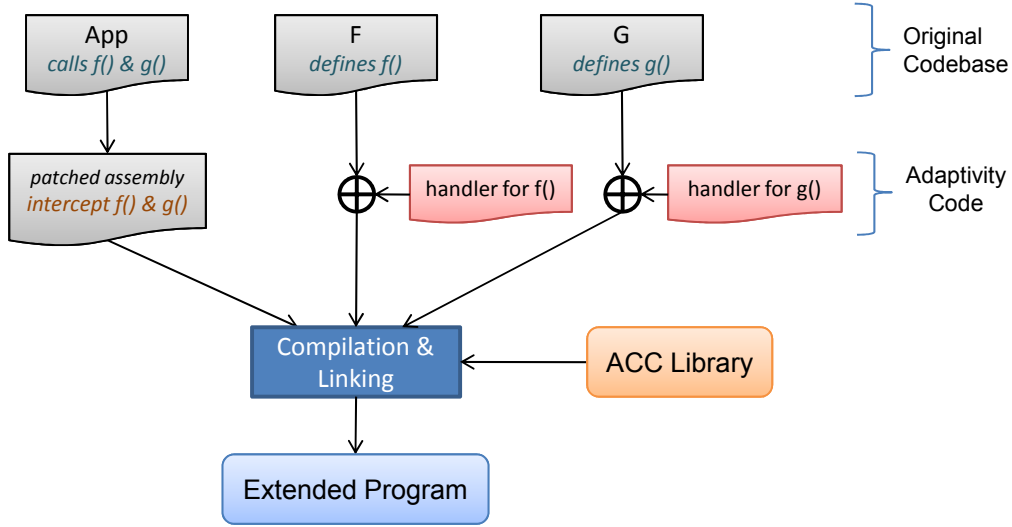 App
calls f() & g()
F
defines f()
G
defines g()
Original
Codebase
patched assembly
intercept f() & g()
handler for f()
handler for g()
Adaptivity
Code
Compilation &
Linking
ACC Library
Extended Program